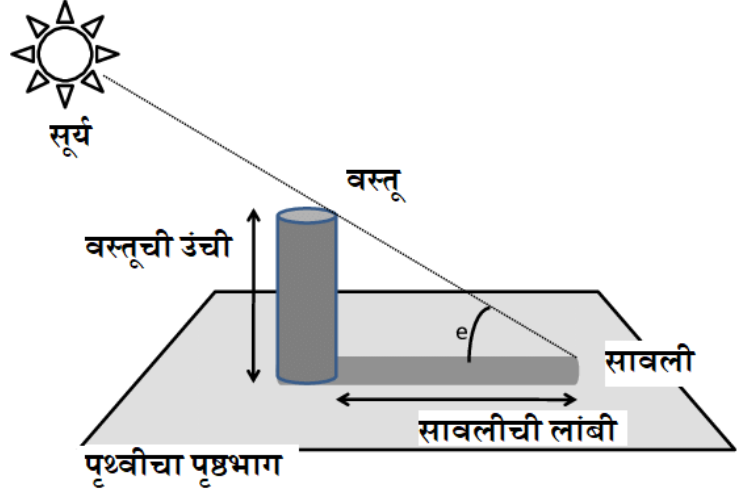 सूर्य
वस्तू
वस्तूची उंची
e
सावली
सावलीची लांबी
पृथ्वीचा पृष्ठभाग